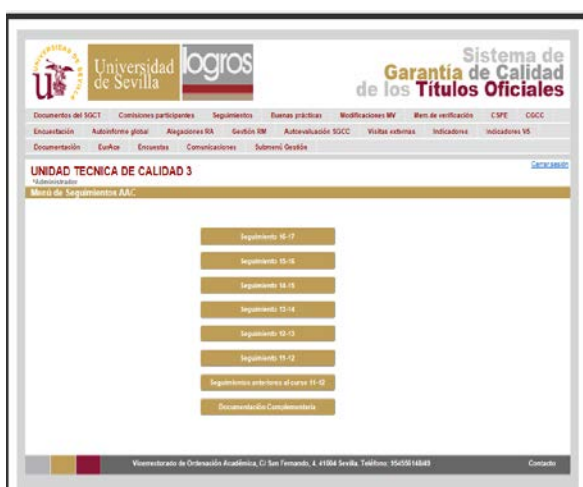 Universidad de Sevilla
logros
Sistema de
Garantía de Calidad
de los Títulos Oficiales
Documentos del SGCT Comisiones participantes Seguimientos Buenas prácticas Modificaciones MV Mem.de verificación CSPE CGCC
Encuestación Autoinforme global Alegaciones RA Gestión RM Autoevaluación SGCC Visitas externas Indicadores Indicadores V5
Documentación EurAce Encuestas Comunicaciones Submenú Gestión
UNIDAD TECNICA DE CALIDAD 3
*Administrador
Cerrar sesión
Menú de Seguimientos AAC
Seguimiento 16-17
Seguimiento 15-16
Seguimiento 14-15
Seguimiento 13-14
Seguimiento 12-13
Seguimiento 11-12
Seguimientos anteriores al curso 11-12
Documentación Complementaria
Vicerrectorado de Ordenación Académica, C/ San Fernando, 4, 41004 Sevilla. Teléfono: Contacto